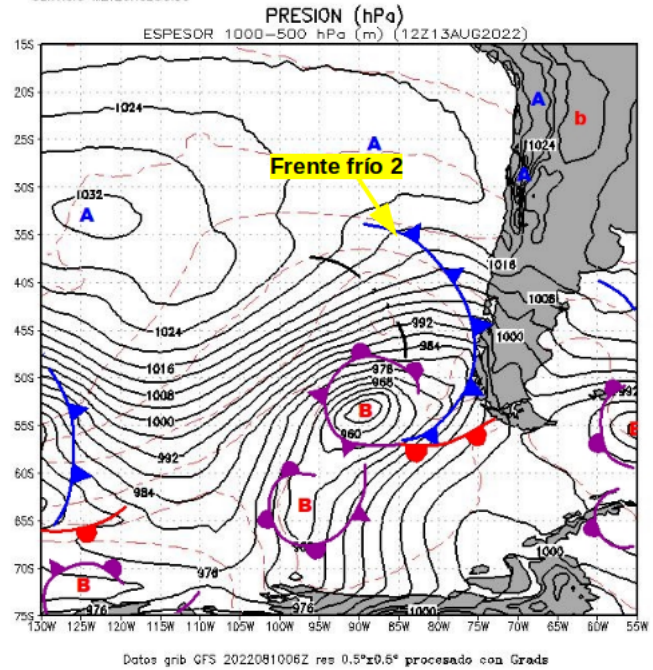 PRESION (hPa)
ESPESOR 1000-500 hPa (m) (12Z13AUG2022)
15S
20S
25S
30S
35S
40S
45S
50S
55S
60S
65S
70S
75S
1024
A
A
b
A
1024
Frente frío 2
1032
A
A
1016
1008
1000
992
984
1024
1016
1008
1000
992
984
976
968
B
960
992
B
B
B
976
976
976
1000
1000
130W 125W 120W 115W 110W 105W 100W 95W 90W 85W 80W 75W 70W 65W 60W 55W
Datos grib GFS 2022081006Z res 0.5°x0.5° procesado con Grads